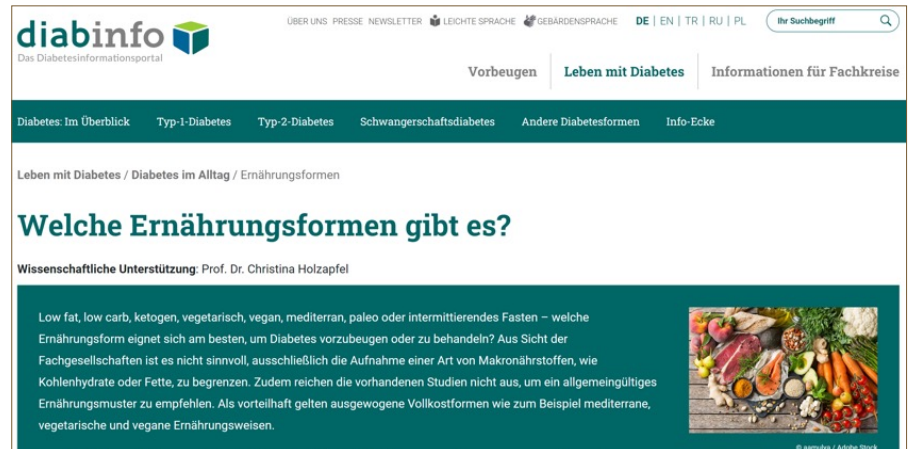 diabinfo
Das Diabetesinformationsportal
ÜBER UNS PRESSE NEWSLETTER LEICHTE SPRACHE GEBÄRDENSPRACHE DE | EN | TR | RU | PL Ihr Suchbegriff
Vorbeugen Leben mit Diabetes Informationen für Fachkreise
Diabetes: Im Überblick Typ-1-Diabetes Typ-2-Diabetes Schwangerschaftsdiabetes Andere Diabetesformen Info-Ecke
Leben mit Diabetes / Diabetes im Alltag / Ernährungsformen
Welche Ernährungsformen gibt es?
Wissenschaftliche Unterstützung: Prof. Dr. Christina Holzapfel
Low fat, low carb, ketogen, vegetarisch, vegan, mediterran, paleo oder intermittierendes Fasten – welche
Ernährungsform eignet sich am besten, um Diabetes vorzubeugen oder zu behandeln? Aus Sicht der
Fachgesellschaften ist es nicht sinnvoll, ausschließlich die Aufnahme einer Art von Makronährstoffen, wie
Kohlenhydrate oder Fette, zu begrenzen. Zudem reichen die vorhandenen Studien nicht aus, um ein allgemeingültiges
Ernährungsmuster zu empfehlen. Als vorteilhaft gelten ausgewogene Vollkostformen wie zum Beispiel mediterrane,
vegetarische und vegane Ernährungsweisen.
© aamulya / Adobe Stock